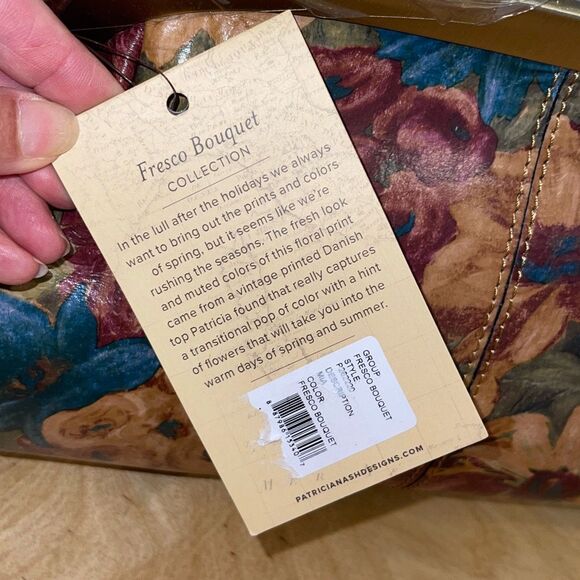 Fresco Bouquet
COLLECTION
In the lull after the holidays we always
want to bring out the prints and colors
of spring, but it seems like we're
rushing the seasons. The fresh look
and muted colors of this floral print
came from a vintage printed Danish
top Patricia found that really captures
a transitional pop of color with a hint
of flowers that will take you into the
warm days of spring and summer.
GROUP
FRESCO BOUQUET
STYLE
DESCRIPTION
MIA
COLOR
FRESCO BOUQUET
PATRICIANASHDESIGNS.COM